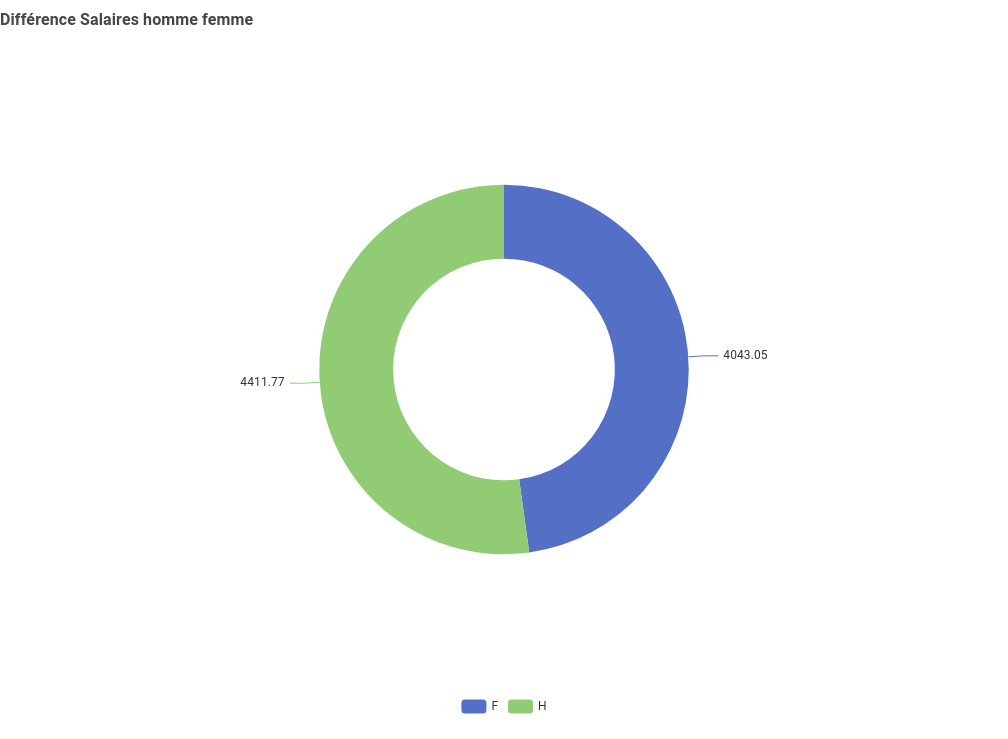 Différence Salaires homme femme
4043.05
4411.77
F
H